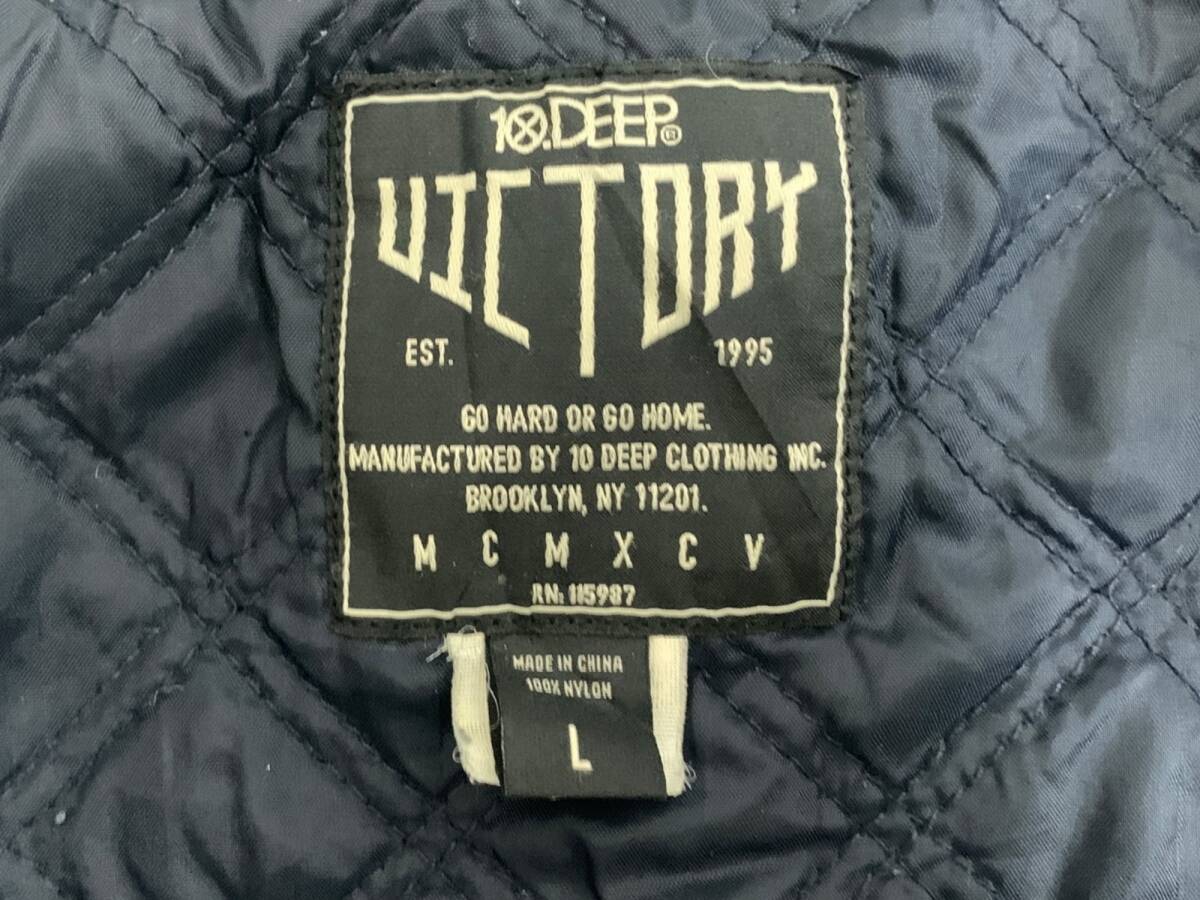 10.DEEP®
VICTORY
EST. 1995
GO HARD OR GO HOME.
MANUFACTURED BY 10 DEEP CLOTHING INC.
BROOKLYN, NY 11201.
M C M X C V
RN: 115987
MADE IN CHINA
100% NYLON
L